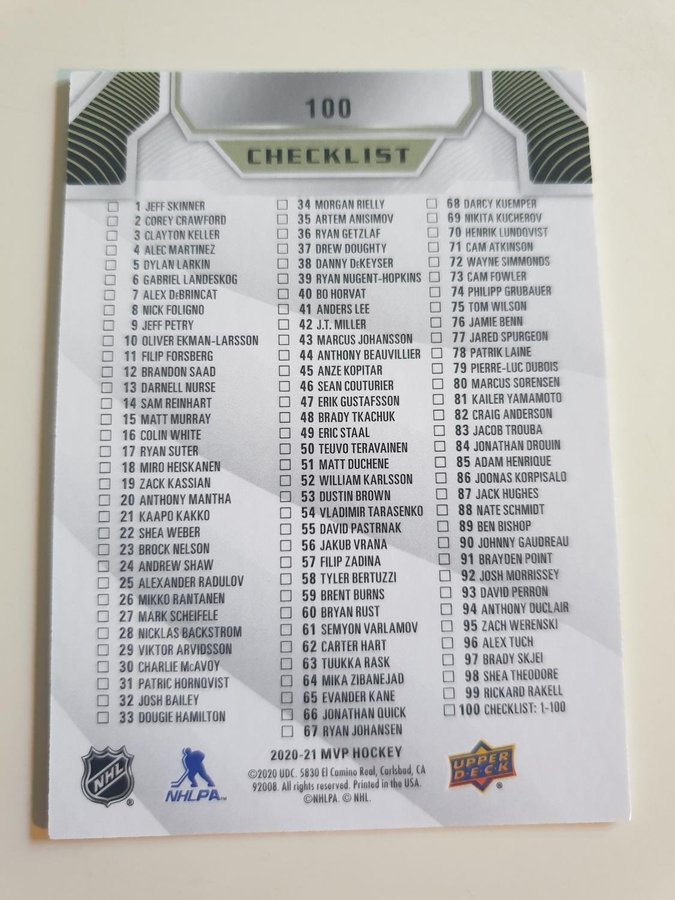 100
CHECKLIST
1 JEFF SKINNER
2 COREY CRAWFORD
3 CLAYTON KELLER
4 ALEC MARTINEZ
5 DYLAN LARKIN
6 GABRIEL LANDESKOG
7 ALEX DeBRINCAT
8 NICK FOLIGNO
9 JEFF PETRY
10 OLIVER EKMAN-LARSSON
11 FILIP FORSBERG
12 BRANDON SAAD
13 DARNELL NURSE
14 SAM REINHART
15 MATT MURRAY
16 COLIN WHITE
17 RYAN SUTER
18 MIRO HEISKANEN
19 ZACK KASSIAN
20 ANTHONY MANTHA
21 KAAPO KAKKO
22 SHEA WEBER
23 BROCK NELSON
24 ANDREW SHAW
25 ALEXANDER RADULOV
26 MIKKO RANTANEN
27 MARK SCHEIFELE
28 NICKLAS BACKSTROM
29 VIKTOR ARVIDSSON
30 CHARLIE McAVOY
31 PATRIC HORNQVIST
32 JOSH BAILEY
33 DOUGIE HAMILTON
34 MORGAN RIELLY
35 ARTEM ANISIMOV
36 RYAN GETZLAF
37 DREW DOUGHTY
38 DANNY DeKEYSER
39 RYAN NUGENT-HOPKINS
40 BO HORVAT
41 ANDERS LEE
42 J.T. MILLER
43 MARCUS JOHANSSON
44 ANTHONY BEAUVILLIER
45 ANZE KOPITAR
46 SEAN COUTURIER
47 ERIK GUSTAFSSON
48 BRADY TKACHUK
49 ERIC STAAL
50 TEUVO TERAVAINEN
51 MATT DUCHENE
52 WILLIAM KARLSSON
53 DUSTIN BROWN
54 VLADIMIR TARASENKO
55 DAVID PASTRNAK
56 JAKUB VRANA
57 FILIP ZADINA
58 TYLER BERTUZZI
59 BRENT BURNS
60 BRYAN RUST
61 SEMYON VARLAMOV
62 CARTER HART
63 TUUKKA RASK
64 MIKA ZIBANEJAD
65 EVANDER KANE
66 JONATHAN QUICK
67 RYAN JOHANSEN
68 DARCY KUEMPER
69 NIKITA KUCHEROV
70 HENRIK LUNDQVIST
71 CAM ATKINSON
72 WAYNE SIMMONDS
73 CAM FOWLER
74 PHILIPP GRUBAUER
75 TOM WILSON
76 JAMIE BENN
77 JARED SPURGEON
78 PATRIK LAINE
79 PIERRE-LUC DUBOIS
80 MARCUS SORENSEN
81 KAILER YAMAMOTO
82 CRAIG ANDERSON
83 JACOB TROUBA
84 JONATHAN DROUIN
85 ADAM HENRIQUE
86 JOONAS KORPISALO
87 JACK HUGHES
88 NATE SCHMIDT
89 BEN BISHOP
90 JOHNNY GAUDREAU
91 BRAYDEN POINT
92 JOSH MORRISSEY
93 DAVID PERRON
94 ANTHONY DUCLAIR
95 ZACH WERENSKI
96 ALEX TUCH
97 BRADY SKJEI
98 SHEA THEODORE
99 RICKARD RAKELL
100 CHECKLIST: 1-100
2020-21 MVP HOCKEY
©2020 UDC. 5830 El Camino Real, Carlsbad, CA
92008. All rights reserved. Printed in the USA.
©NHLPA. © NHL.
NHL ®
NHLPA™
UPPER DECK ®